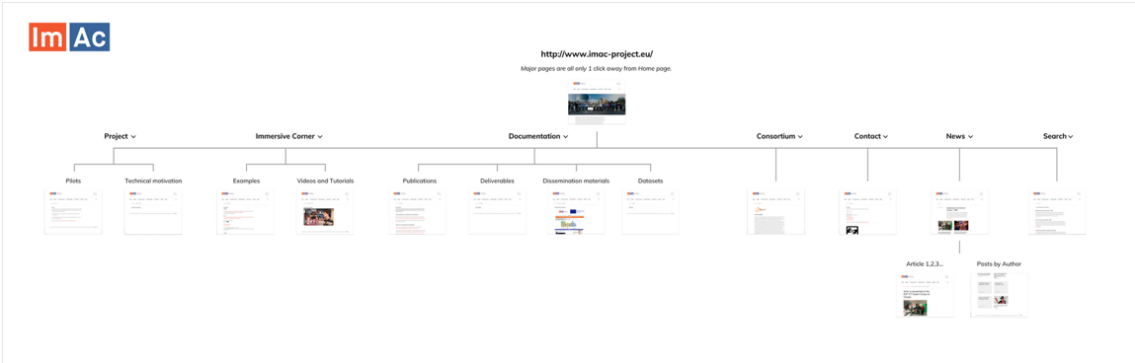 Im Ac
http://www.imac-project.eu/
Major pages are all only 1 click away from Home page.
Project
Immersive Corner
Documentation
Consortium
Contact
News
Search
Pilots
Technical motivation
Examples
Videos and Tutorials
Publications
Deliverables
Dissemination materials
Datasets
Article 1,2,3...
Posts by Author